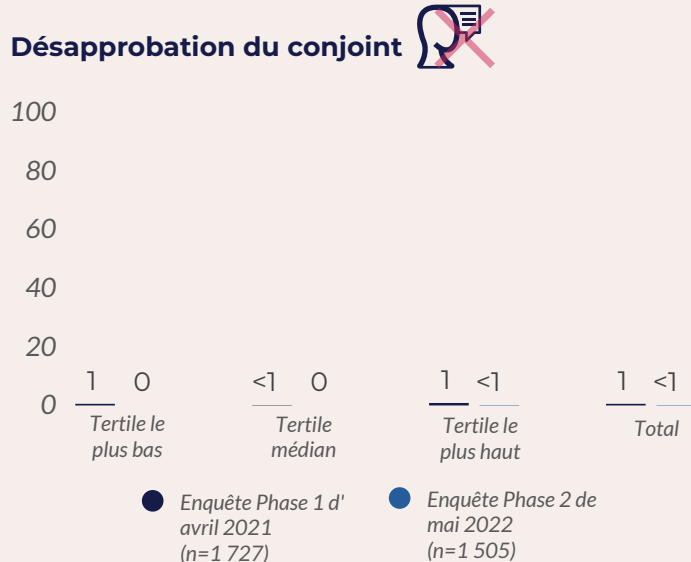 Désapprobation du conjoint
100
80
60
40
20
0
1 0 <1 0 1 <1 1 <1
Tertile le
plus bas
Tertile
médian
Tertile le
plus haut
Total
Enquête Phase 1 d'
avril 2021
(n=1 727)
Enquête Phase 2 de
mai 2022
(n=1 505)